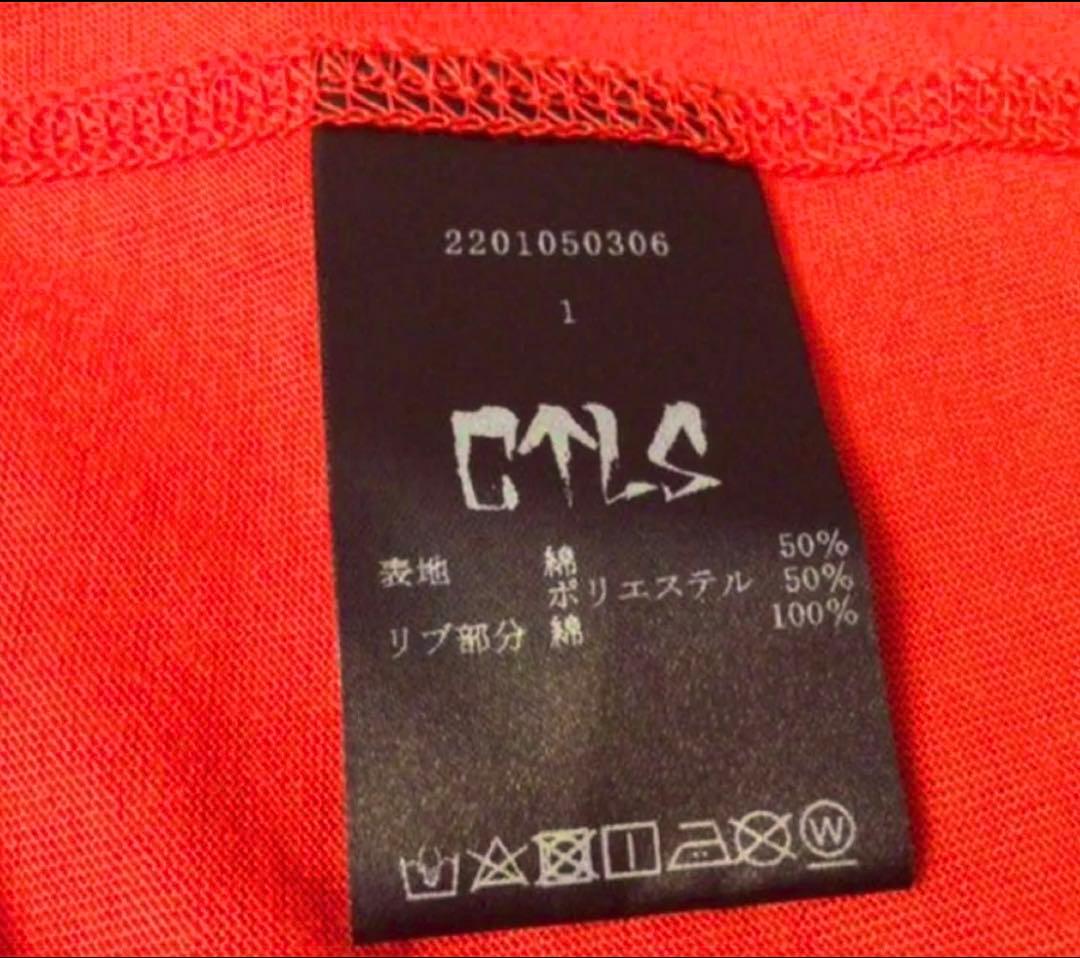 2201050306
1
CTLS
表地 綿 50%
ポリエステル 50%
リブ部分 綿 100%
W